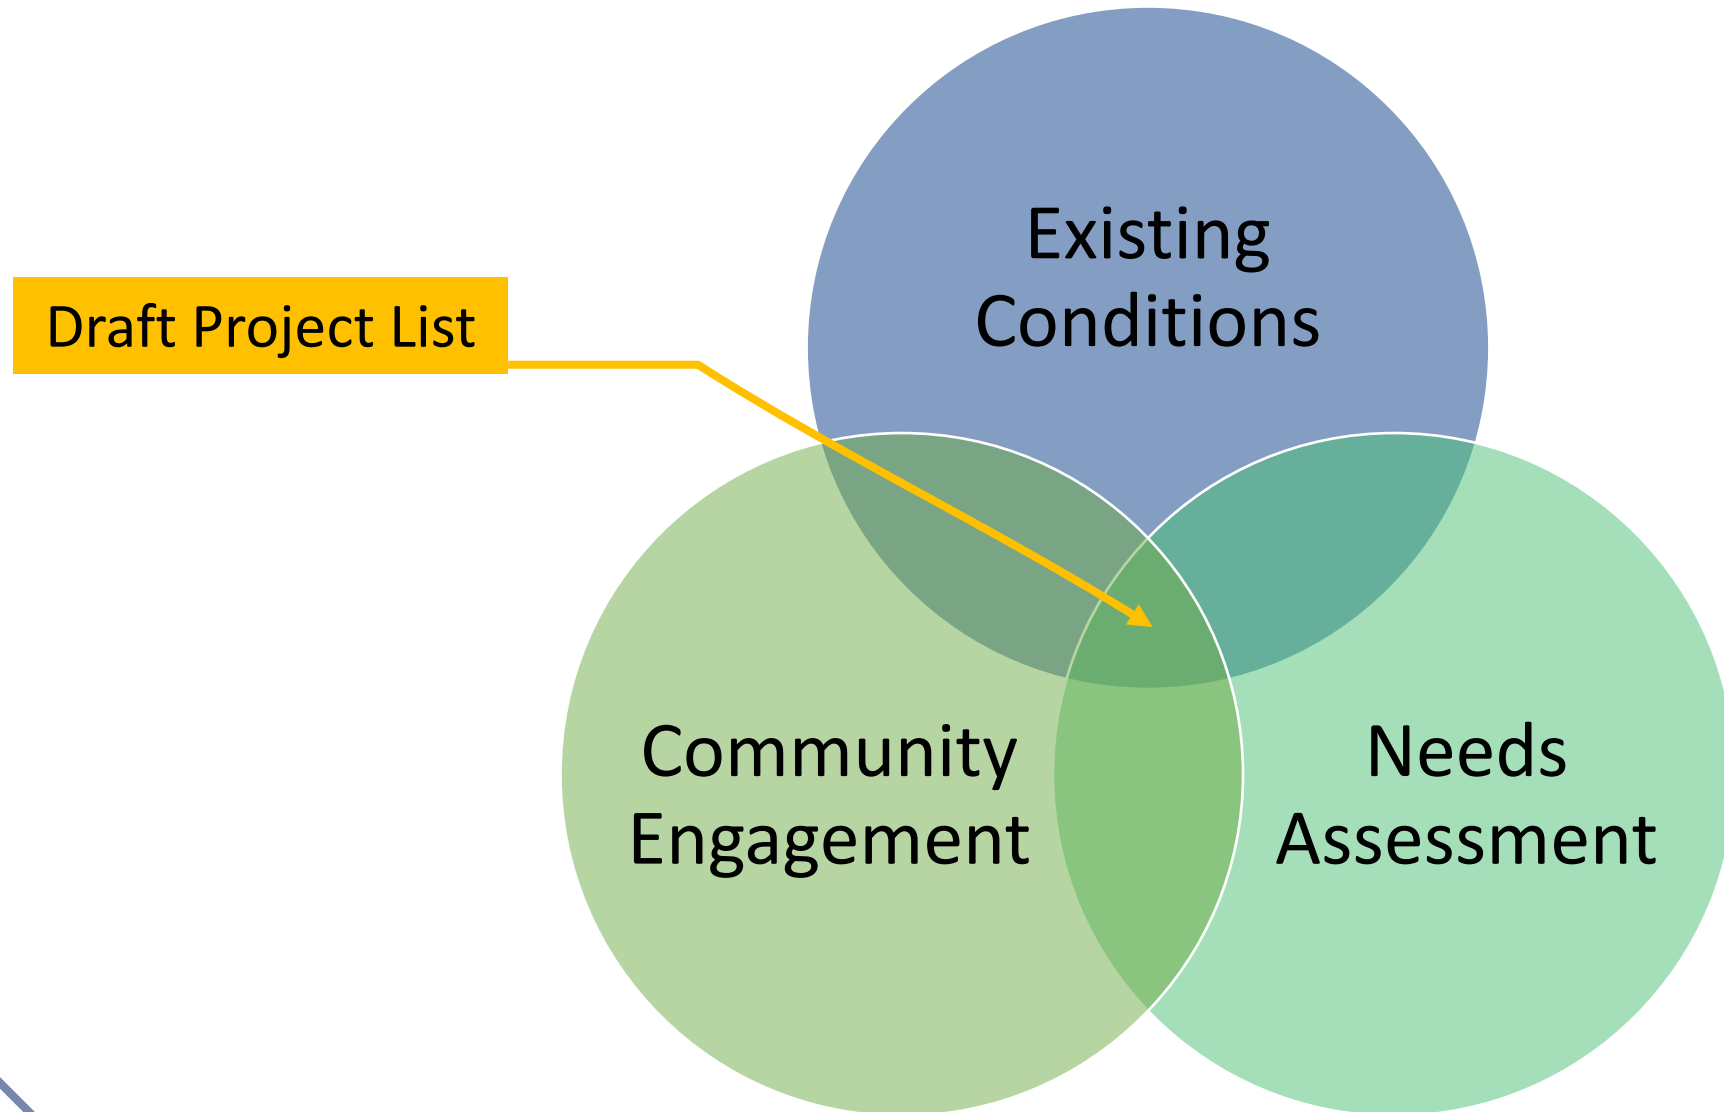 Existing
Conditions
Draft Project List
Community
Engagement
Needs
Assessment